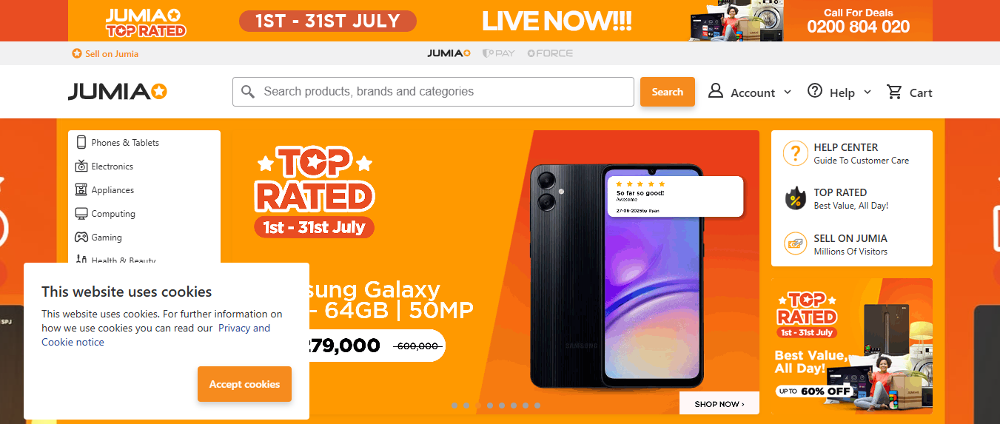 JUMIA
TOP RATED
1ST - 31ST JULY
LIVE NOW!!!
Call For Deals
0200 804 020
Sell on Jumia
JUMIA
PAY
FORCE
JUMIA
Search products, brands and categories
Search
Account
Help
Cart
Phones & Tablets
Electronics
Appliances
Computing
Gaming
Health & Beauty
TOP
RATED
1st - 31st July
sung Galaxy
- 64GB | 50MP
279,000
600,000
So far so good!
Awesome
27-06-2025by Ryan
SAMSUNG
SHOP NOW ›
HELP CENTER
Guide To Customer Care
TOP RATED
Best Value, All Day!
SELL ON JUMIA
Millions Of Visitors
TOP
RATED
1st - 31st July
Best Value,
All Day!
UP TO 60% OFF
SPJ
This website uses cookies
This website uses cookies. For further information on
how we use cookies you can read our Privacy and
Cookie notice
Accept cookies